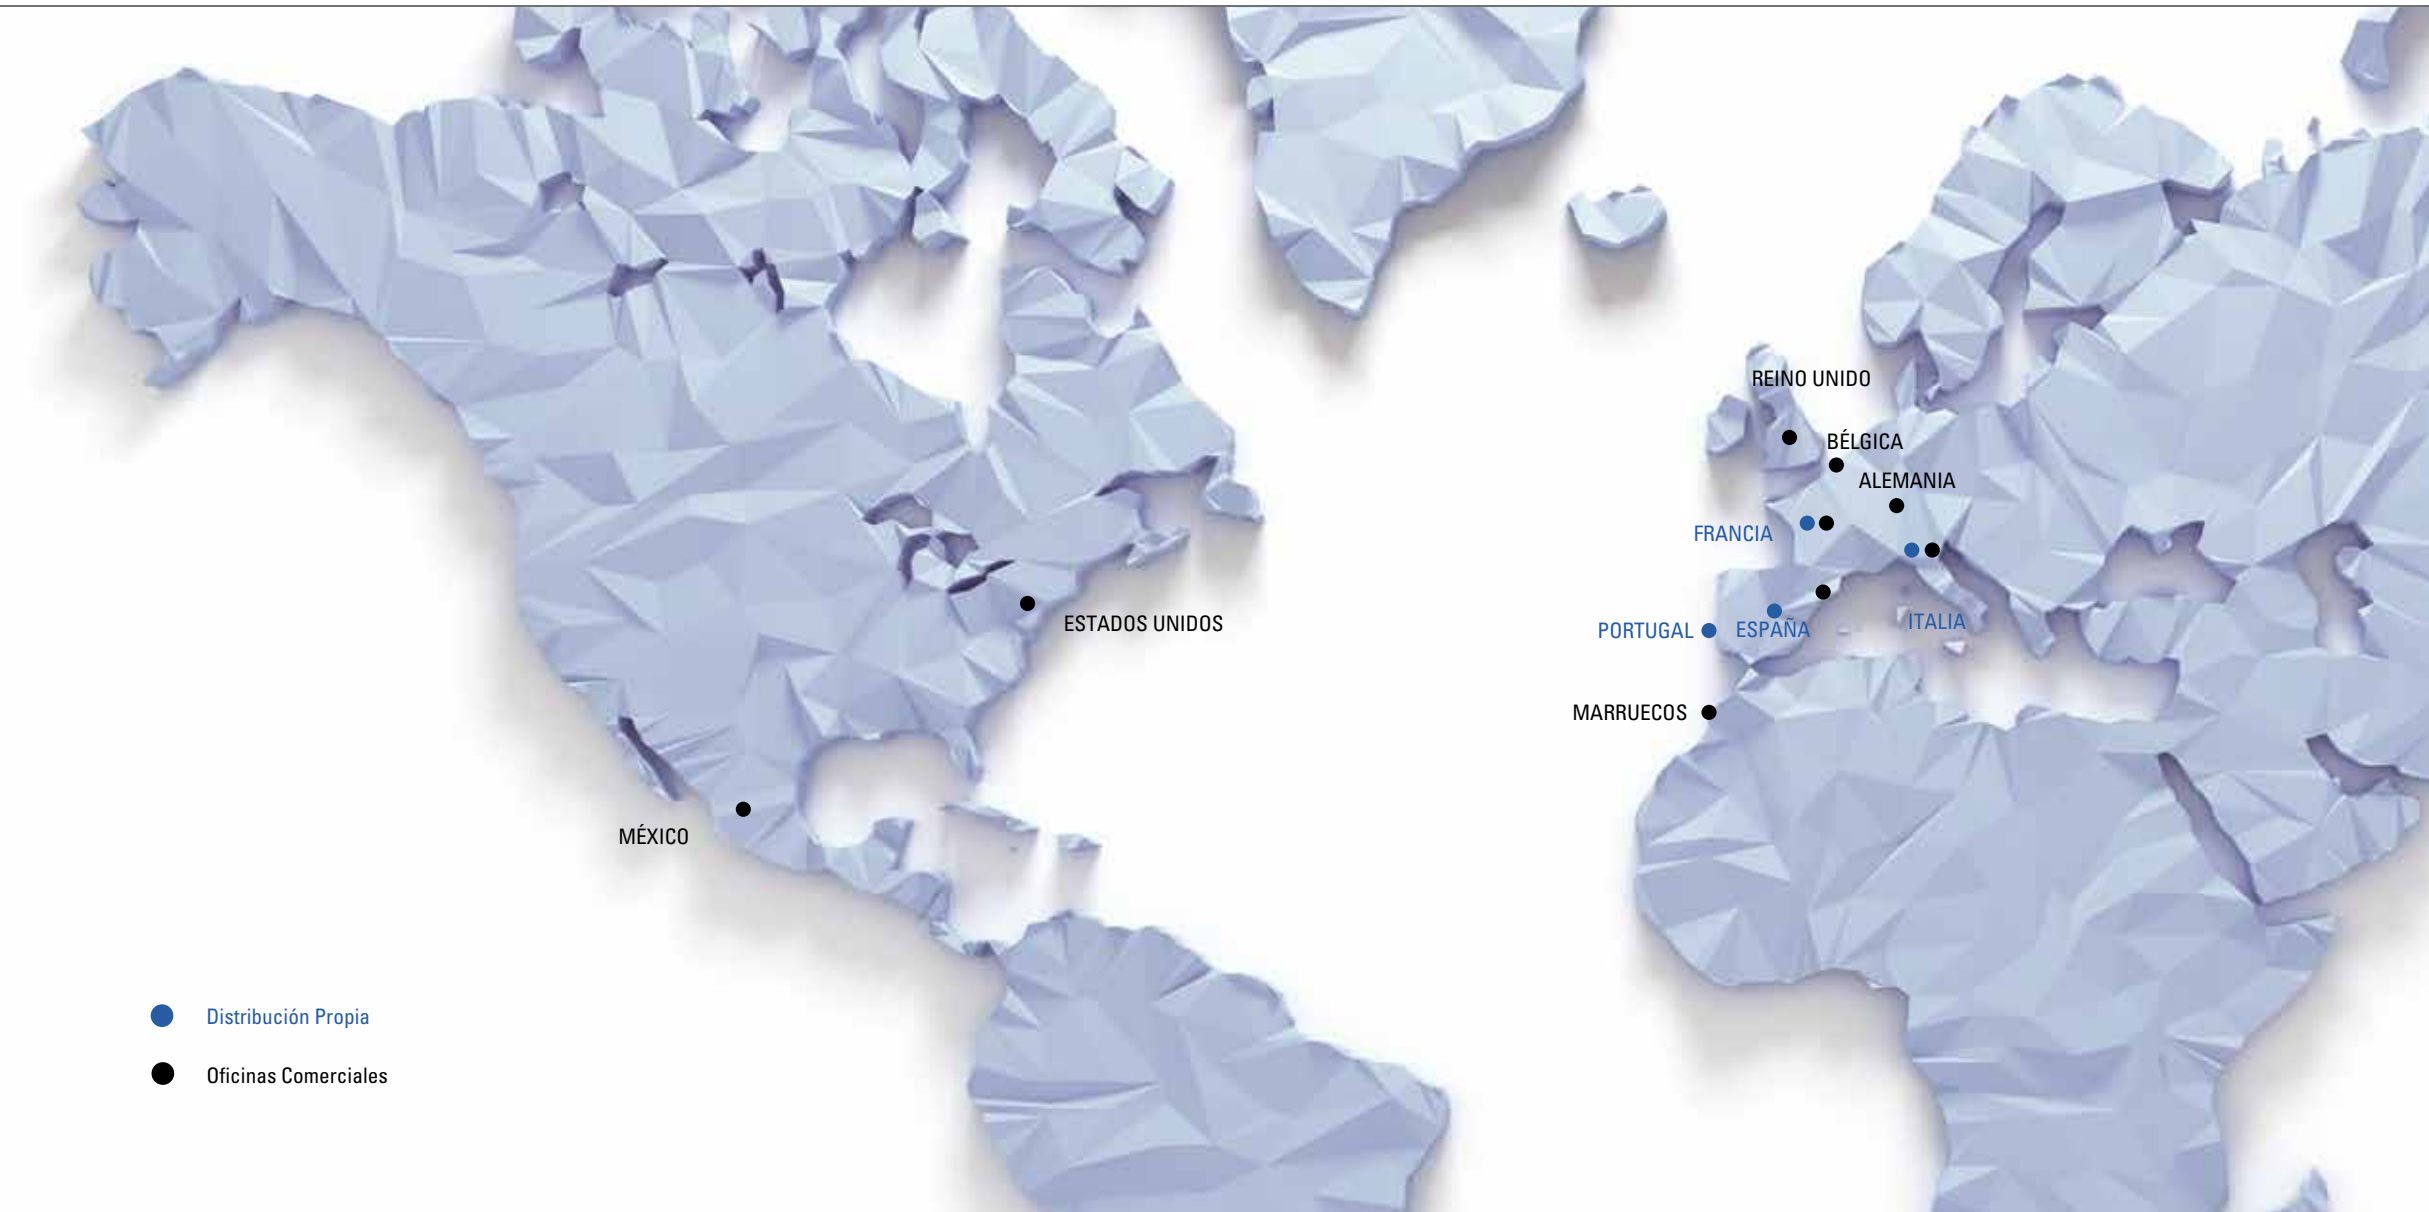 REINO UNIDO
BÉLGICA
ALEMANIA
FRANCIA
ESTADOS UNIDOS
PORTUGAL
ESPAÑA
ITALIA
MARRUECOS
MÉXICO
Distribución Propia
Oficinas Comerciales